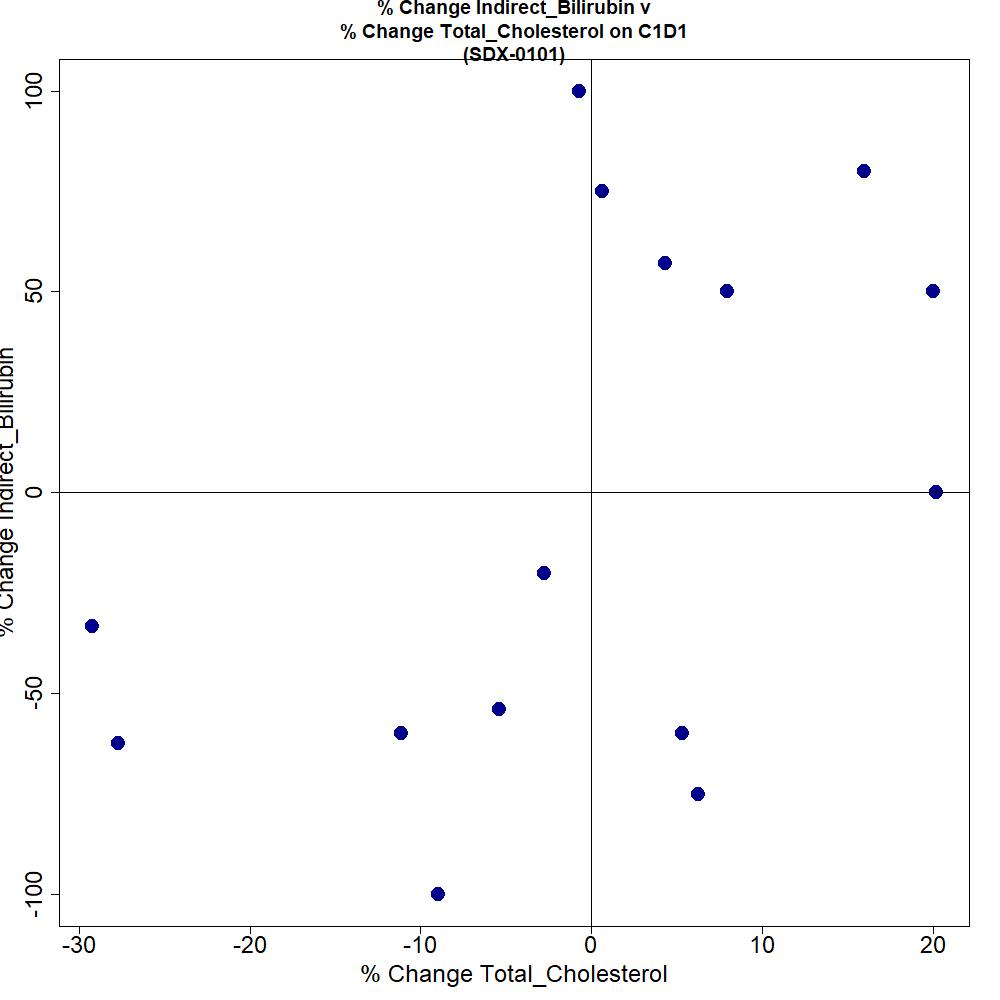 % Change Indirect_Bilirubin v
% Change Total_Cholesterol on C1D1
(SDX-0101)
100
50
0
-50
-100
% Change Indirect_Bilirubin
-30
-20
-10
0
10
20
% Change Total_Cholesterol